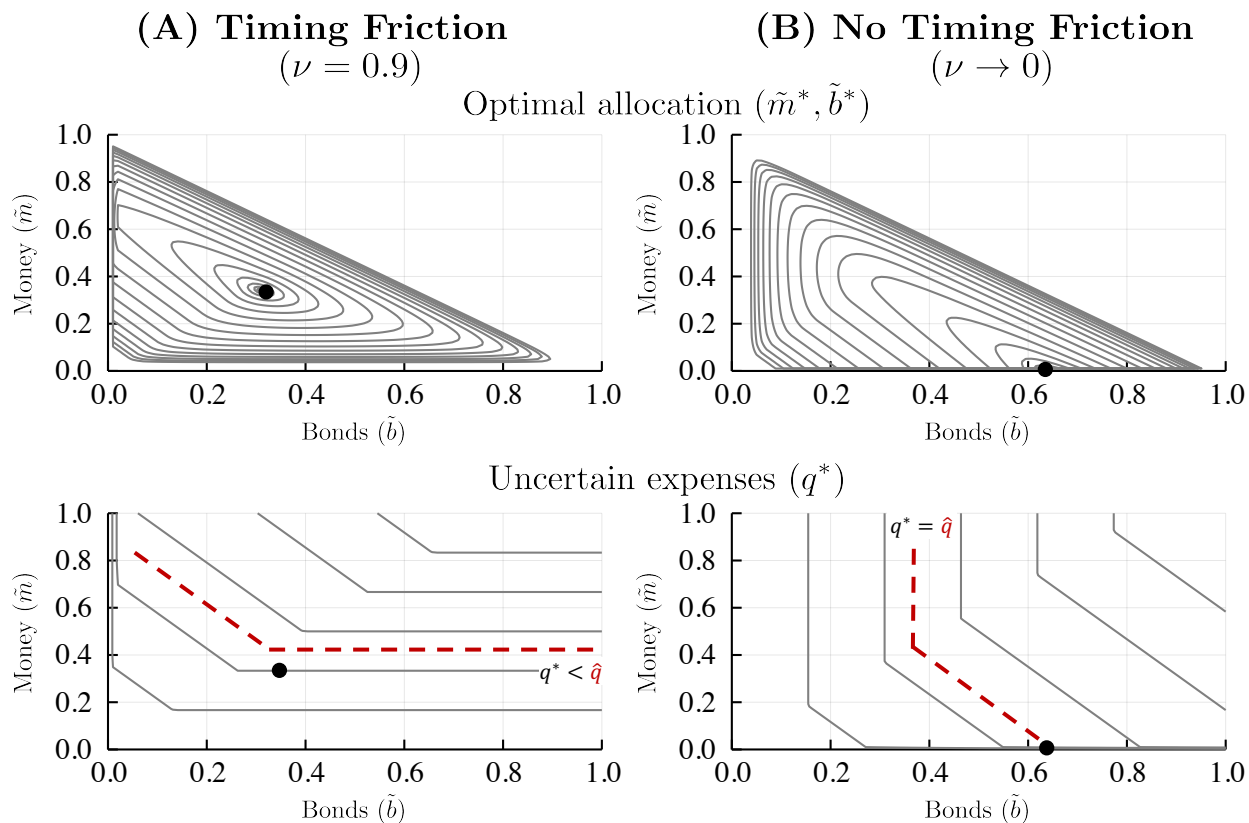 (A) Timing Friction
(ν = 0.9)
(B) No Timing Friction
(ν → 0)
Optimal allocation (m̃*, b̃*)
Money (m̃)
1.0
0.8
0.6
0.4
0.2
0.0
0.0 0.2 0.4 0.6 0.8 1.0
Bonds (b̃)
Money (m̃)
1.0
0.8
0.6
0.4
0.2
0.0
0.0 0.2 0.4 0.6 0.8 1.0
Bonds (b̃)
Uncertain expenses (q*)
Money (m̃)
1.0
0.8
0.6
0.4
0.2
0.0
q* < q̂
0.0 0.2 0.4 0.6 0.8 1.0
Bonds (b̃)
Money (m̃)
1.0
q* = q̂
0.8
0.6
0.4
0.2
0.0
0.0 0.2 0.4 0.6 0.8 1.0
Bonds (b̃)